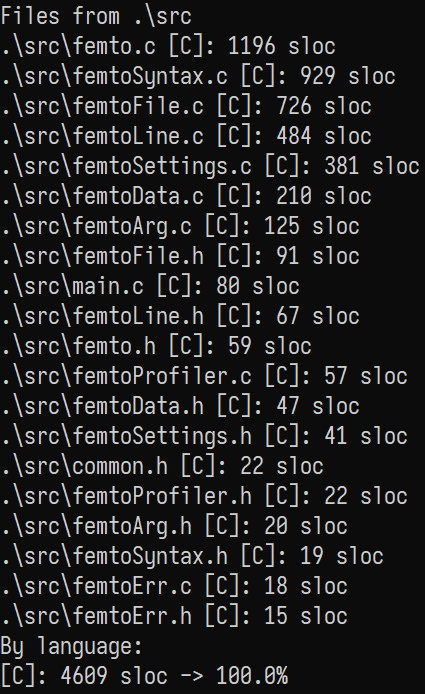 Files from .\src
.\src\femto.c [C]: 1196 sloc
.\src\femtoSyntax.c [C]: 929 sloc
.\src\femtoFile.c [C]: 726 sloc
.\src\femtoLine.c [C]: 484 sloc
.\src\femtoSettings.c [C]: 381 sloc
.\src\femtoData.c [C]: 210 sloc
.\src\femtoArg.c [C]: 125 sloc
.\src\femtoFile.h [C]: 91 sloc
.\src\main.c [C]: 80 sloc
.\src\femtoLine.h [C]: 67 sloc
.\src\femto.h [C]: 59 sloc
.\src\femtoProfiler.c [C]: 57 sloc
.\src\femtoData.h [C]: 47 sloc
.\src\femtoSettings.h [C]: 41 sloc
.\src\common.h [C]: 22 sloc
.\src\femtoProfiler.h [C]: 22 sloc
.\src\femtoArg.h [C]: 20 sloc
.\src\femtoSyntax.h [C]: 19 sloc
.\src\femtoErr.c [C]: 18 sloc
.\src\femtoErr.h [C]: 15 sloc
By language:
[C]: 4609 sloc -> 100.0%